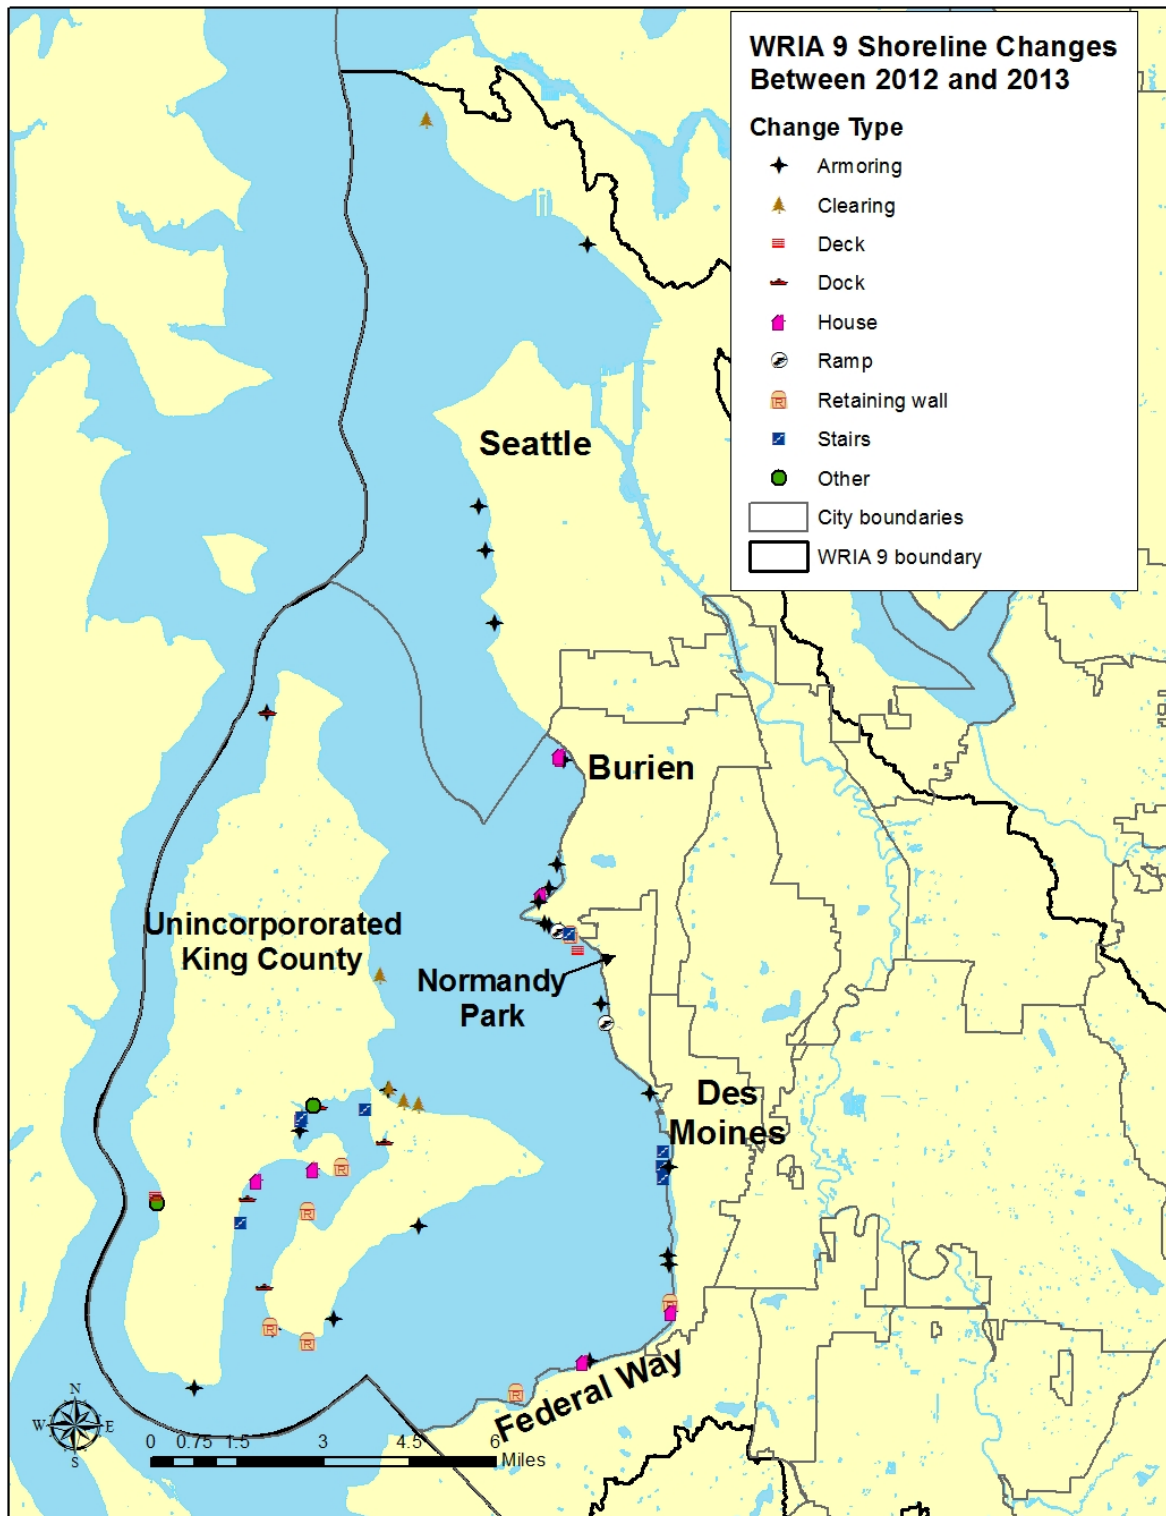 WRIA 9 Shoreline Changes
Between 2012 and 2013
Change Type
Armoring
Clearing
Deck
Dock
House
Ramp
R Retaining wall
Stairs
Other
City boundaries
WRIA 9 boundary
Seattle
Burien
Unincorpororated
King County
Normandy
Park
Des
Moines
R
R
R
R
R
R
Federal Way
N
W E
S
0 0.75 1.5 3 4.5 6
Miles